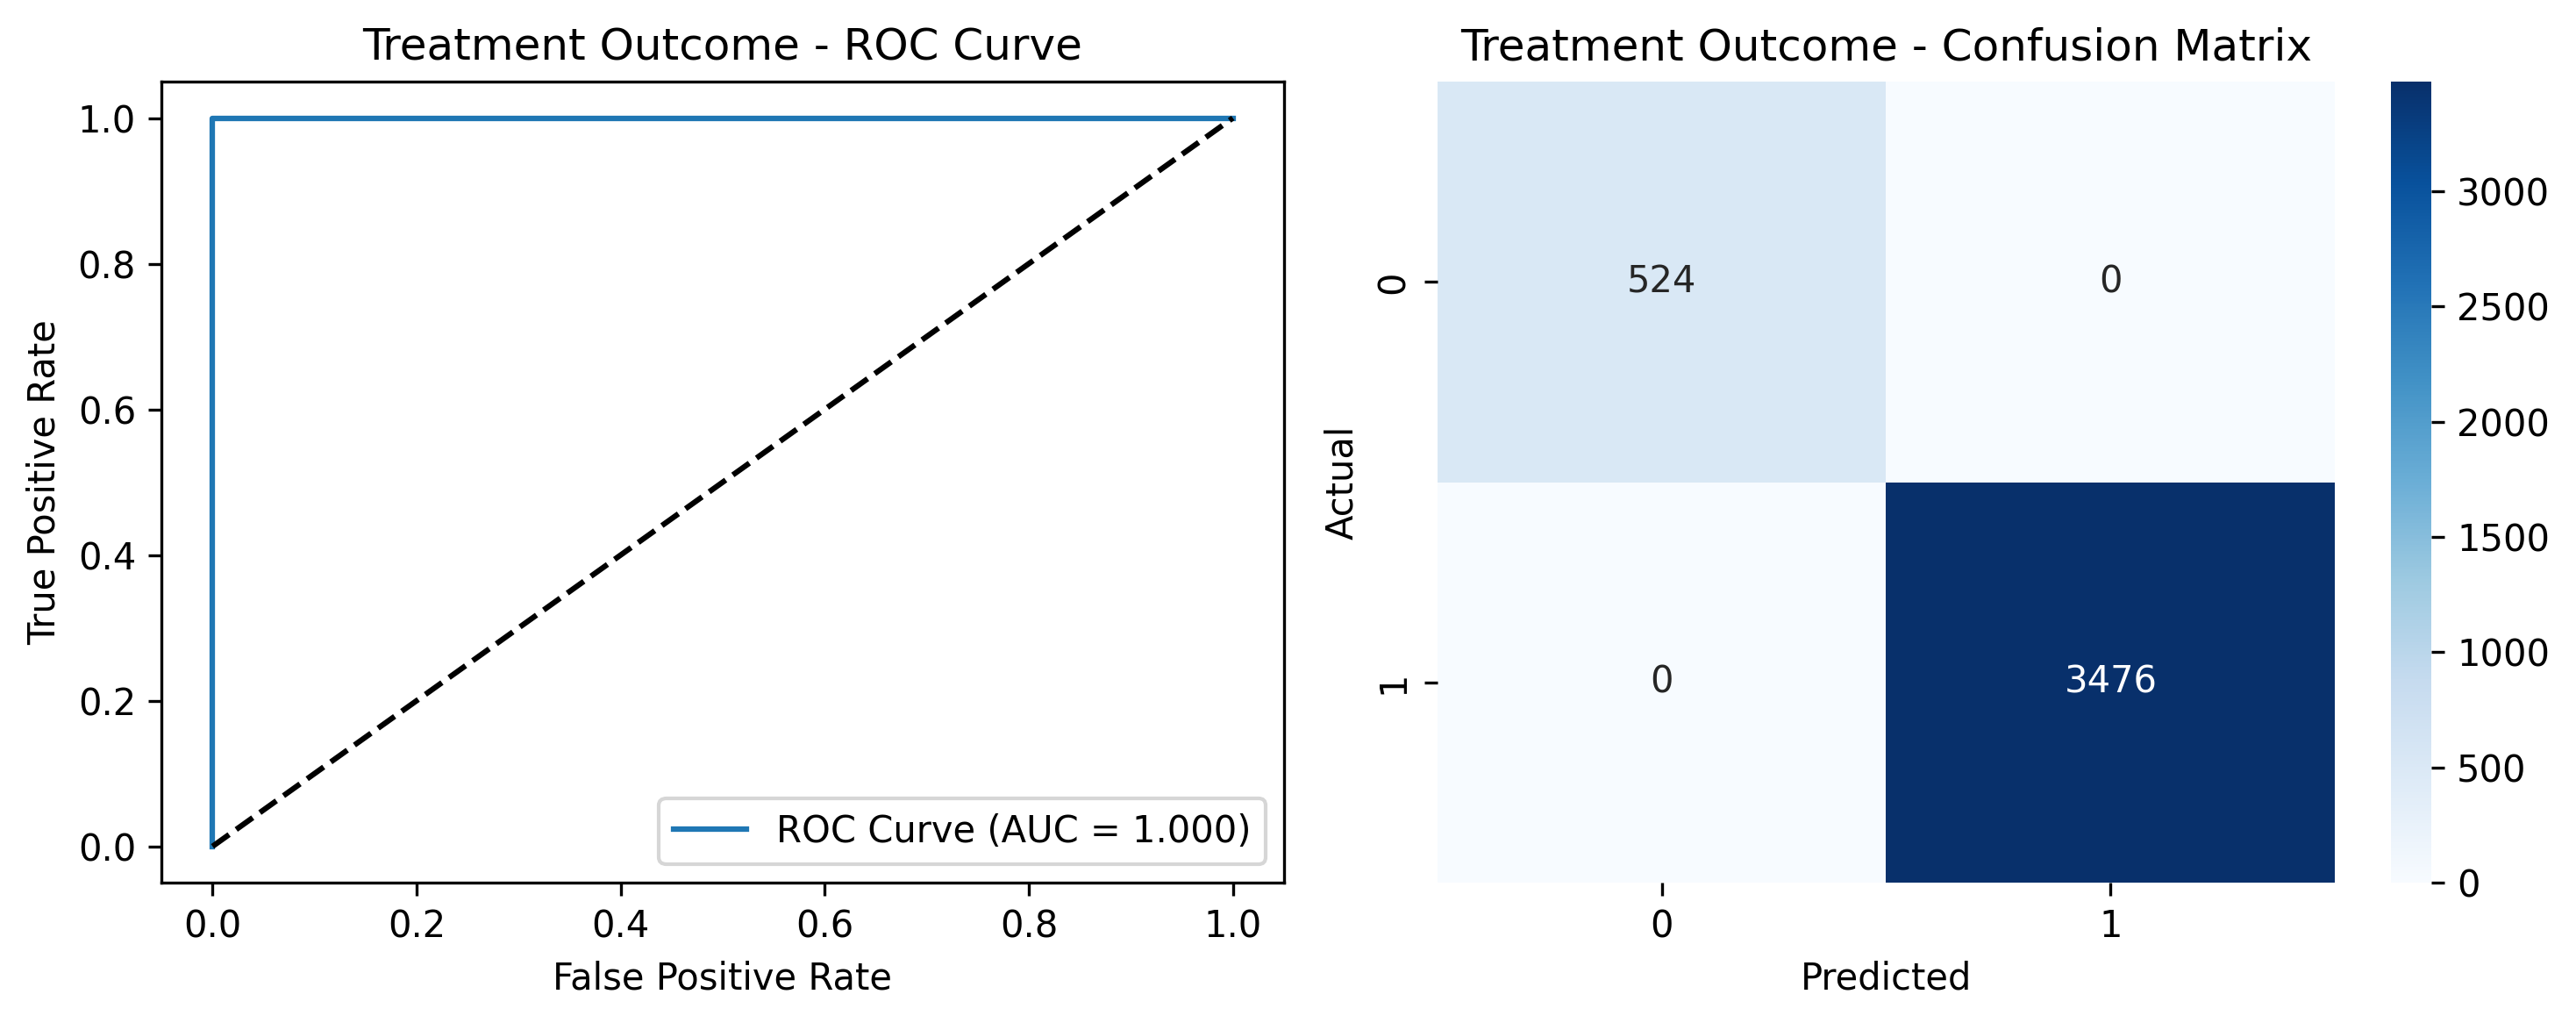 Treatment Outcome - ROC Curve
True Positive Rate
1.0
0.8
0.6
0.4
0.2
0.0
ROC Curve (AUC = 1.000)
0.0 0.2 0.4 0.6 0.8 1.0
False Positive Rate
Treatment Outcome - Confusion Matrix
Actual
0
1
524 0
0 3476
0 1
Predicted
3000
2500
2000
1500
1000
500
0